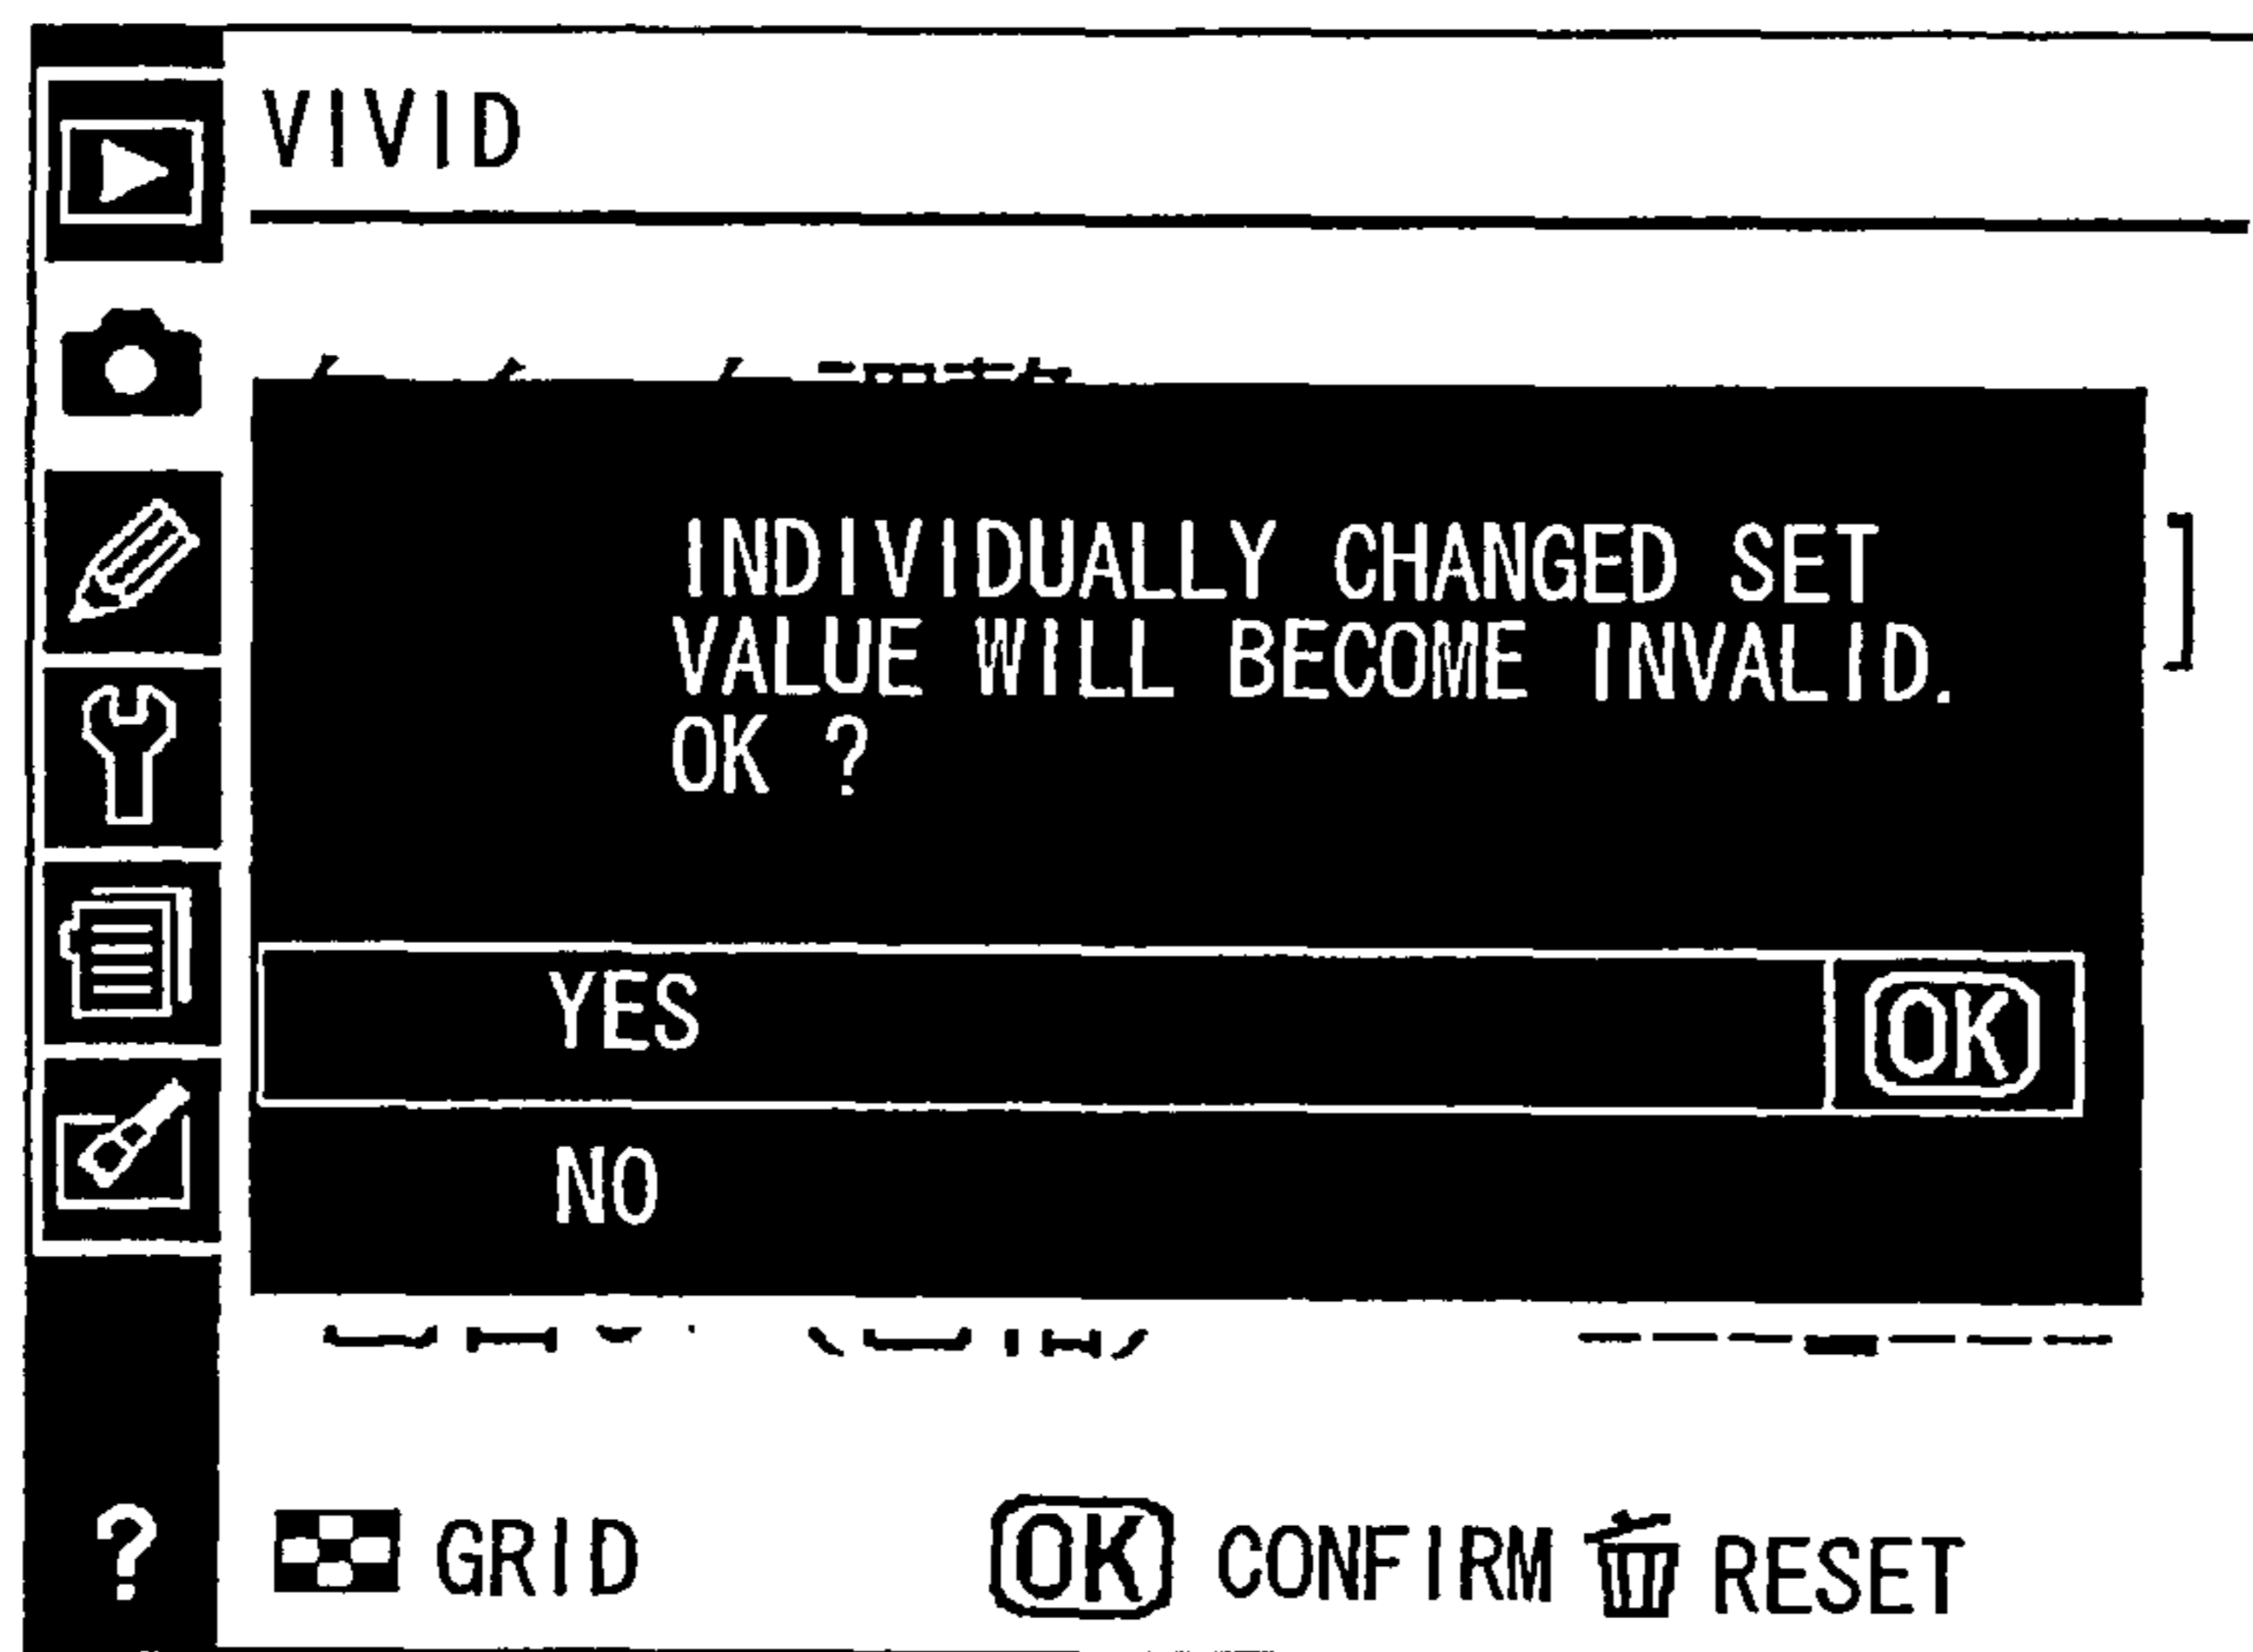 VIVID
INDIVIDUALLY CHANGED SET
VALUE WILL BECOME INVALID.
OK ?
YES OK
NO
? GRID OK CONFIRM RESET